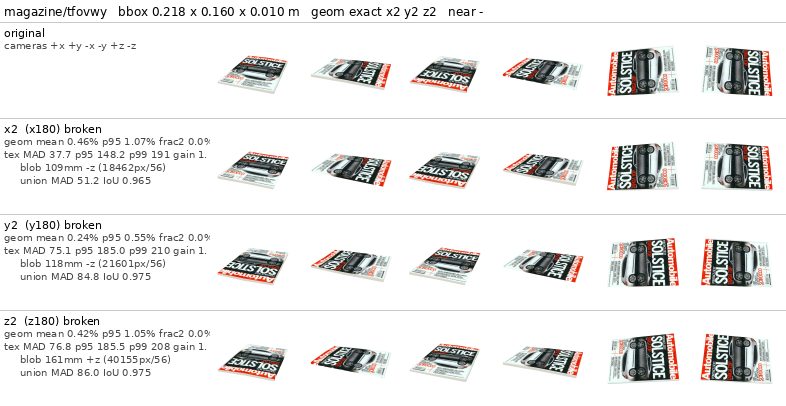 magazine/tfovwy bbox 0.218 x 0.160 x 0.010 m geom exact x2 y2 z2 near -
original
cameras +x +y -x -y +z -z
Automobile
SOLSTICE
x2 (x180) broken
geom mean 0.46% p95 1.07% frac2 0.0%
tex MAD 37.7 p95 148.2 p99 191 gain 1.
blob 109mm -z (18462px/56)
union MAD 51.2 IoU 0.965
Automobile
SOLSTICE
y2 (y180) broken
geom mean 0.24% p95 0.55% frac2 0.0%
tex MAD 75.1 p95 185.0 p99 210 gain 1.
blob 118mm -z (21601px/56)
union MAD 84.8 IoU 0.975
Automobile
SOLSTICE
z2 (z180) broken
geom mean 0.42% p95 1.05% frac2 0.0%
tex MAD 76.8 p95 185.5 p99 208 gain 1.
blob 161mm +z (40155px/56)
union MAD 86.0 IoU 0.975
Automobile
SOLSTICE